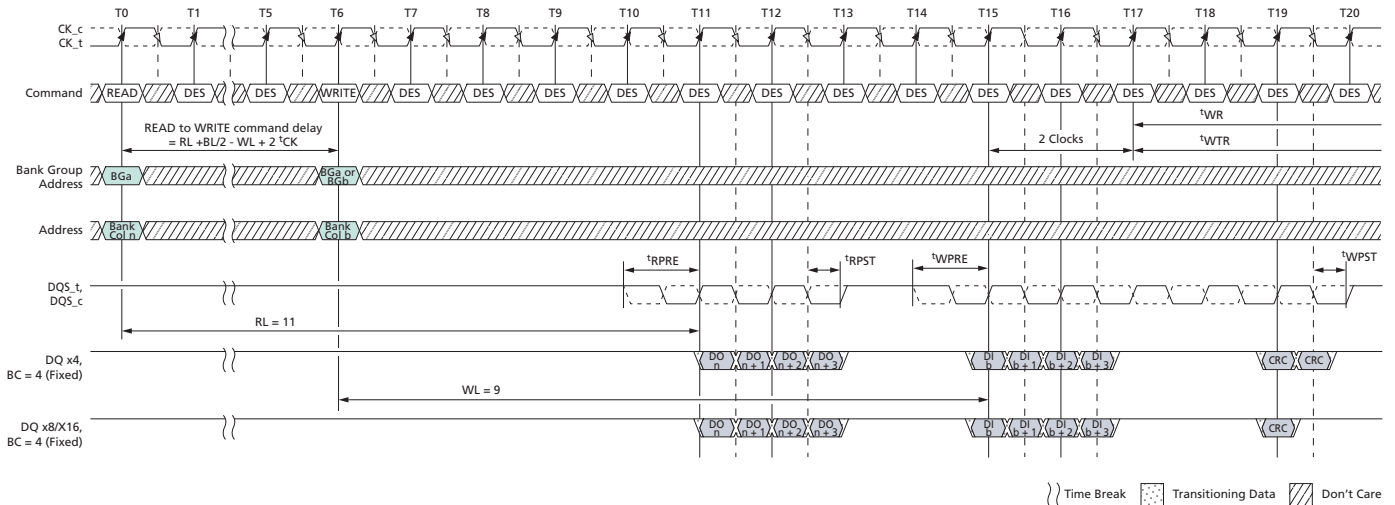 T0 T1 T5 T6 T7 T8 T9 T10 T11 T12 T13 T14 T15 T16 T17 T18 T19 T20
CK_c
CK_t
Command READ DES DES WRITE DES DES DES DES DES DES DES DES DES DES DES DES DES DES
tWR
READ to WRITE command delay
= RL +BL/2 - WL + 2 tCK
2 Clocks
tWTR
Bank Group
Address
BGa
BGa or
BGb
Address
Bank
Col n
Bank
Col b
tRPRE tRPST tWPRE tWPST
DQS_t,
DQS_c
RL = 11
DQ x4,
BC = 4 (Fixed)
DO
n
DO
n + 1
DO
n + 2
DO
n + 3
DI
b
DI
b + 1
DI
b + 2
DI
b + 3
CRC CRC
WL = 9
DQ x8/X16,
BC = 4 (Fixed)
DO
n
DO
n + 1
DO
n + 2
DO
n + 3
DI
b
DI
b + 1
DI
b + 2
DI
b + 3
CRC
Time Break Transitioning Data Don't Care